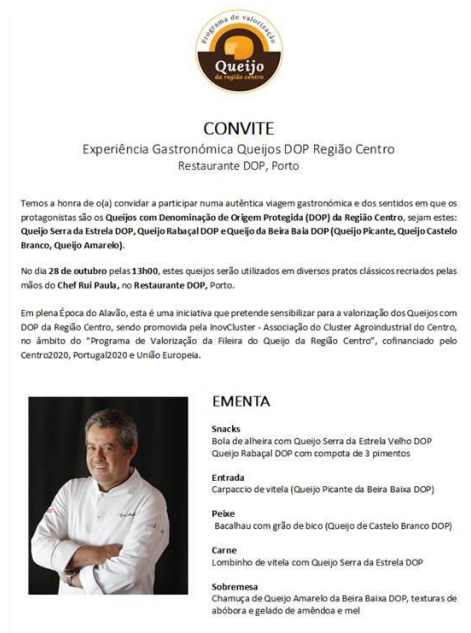 Programa de valorização
Queijo
da região centro
CONVITE
Experiência Gastronómica Queijos DOP Região Centro
Restaurante DOP, Porto
Temos a honra de o(a) convidar a participar numa autêntica viagem gastronómica e dos sentidos em que os
protagonistas são os Queijos com Denominação de Origem Protegida (DOP) da Região Centro, sejam estes:
Queijo Serra da Estrela DOP, Queijo Rabaçal DOP e Queijo da Beira Baia DOP (Queijo Picante, Queijo Castelo
Branco, Queijo Amarelo).
No dia 28 de outubro pelas 13h00, estes queijos serão utilizados em diversos pratos clássicos recriados pelas
mãos do Chef Rui Paula, no Restaurante DOP, Porto.
Em plena Época do Alavão, esta é uma iniciativa que pretende sensibilizar para a valorização dos Queijos com
DOP da Região Centro, sendo promovida pela InovCluster - Associação do Cluster Agroindustrial do Centro,
no âmbito do “Programa de Valorização da Fileira do Queijo da Região Centro”, cofinanciado pelo
Centro2020, Portugal2020 e União Europeia.
EMENTA
Snacks
Bola de alheira com Queijo Serra da Estrela Velho DOP
Queijo Rabaçal DOP com compota de 3 pimentos
Entrada
Carpaccio de vitela (Queijo Picante da Beira Baixa DOP)
Peixe
Bacalhau com grão de bico (Queijo de Castelo Branco DOP)
Carne
Lombinho de vitela com Queijo Serra da Estrela DOP
Sobremesa
Chamuça de Queijo Amarelo da Beira Baixa DOP, texturas de
abóbora e gelado de amêndoa e mel